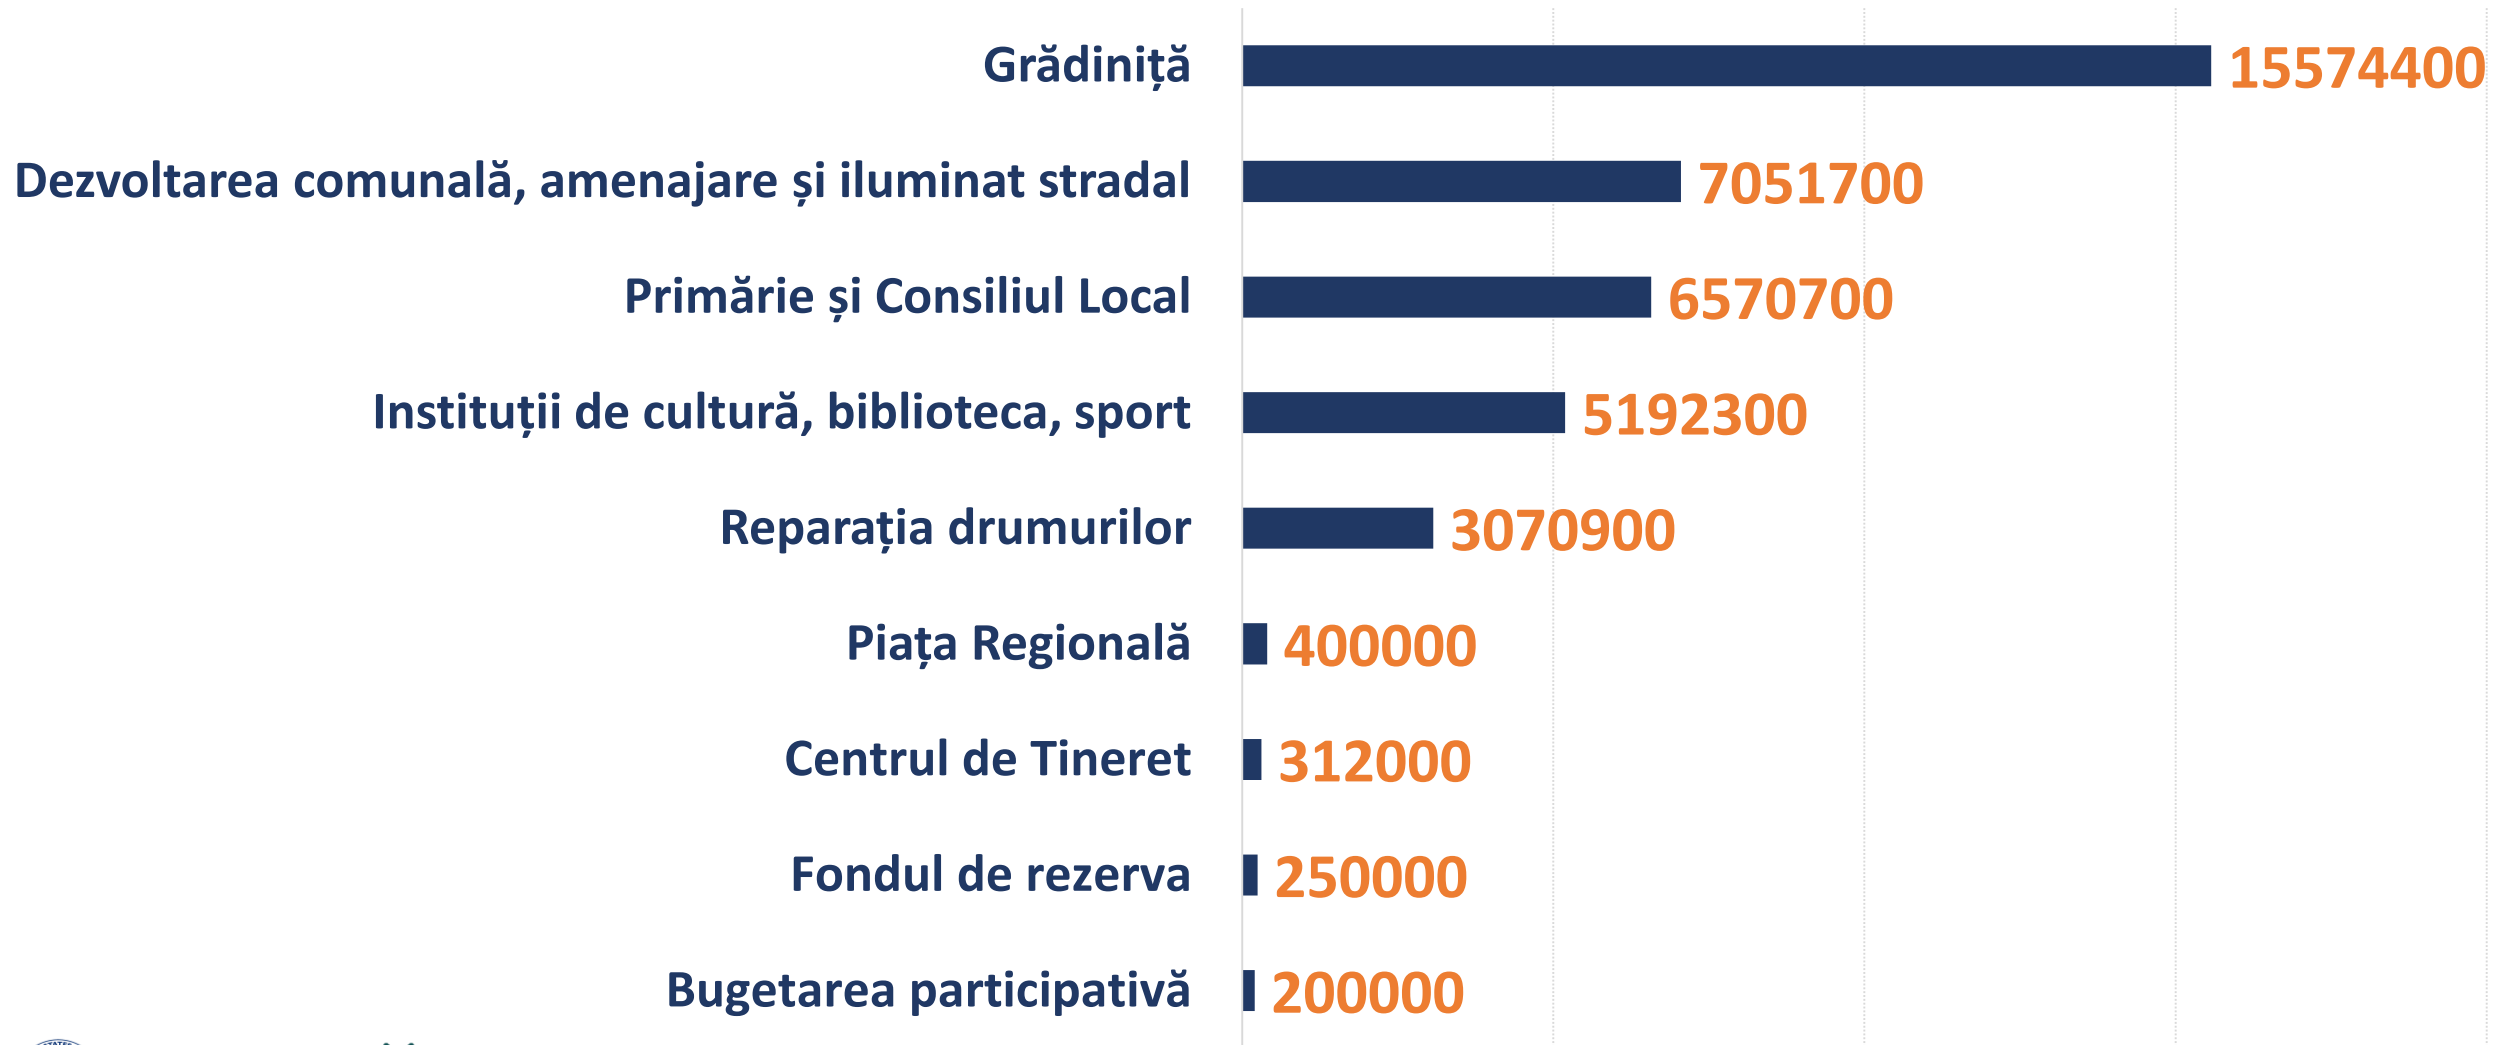 Grădiniță 15574400
Dezvoltarea comunală, amenajare și iluminat stradal 7051700
Primărie și Consiliul Local 6570700
Instituții de cultură, biblioteca, sport 5192300
Reparația drumurilor 3070900
Piața Regională 400000
Centrul de Tineret 312000
Fondul de rezerva 250000
Bugetarea participativă 200000